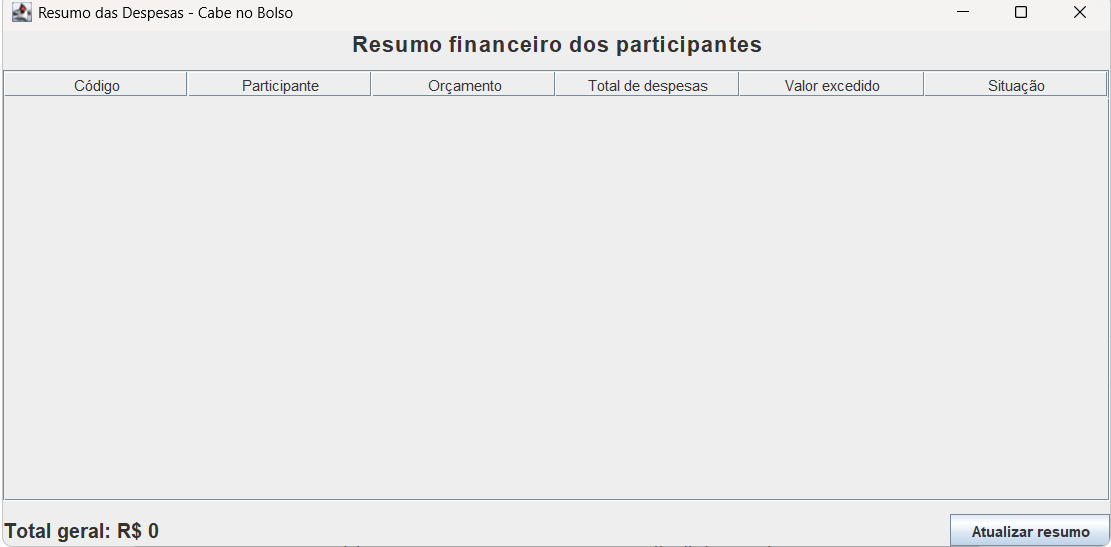 Resumo das Despesas - Cabe no Bolso
Resumo financeiro dos participantes
Código Participante Orçamento Total de despesas Valor excedido Situação
Total geral: R$ 0 Atualizar resumo